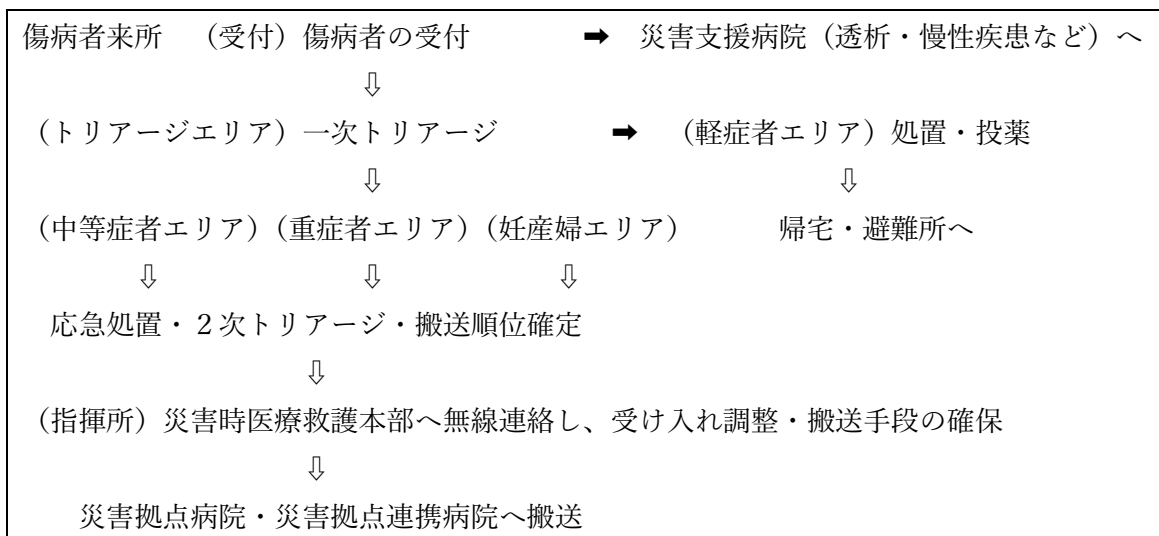 傷病者来所　（受付）傷病者の受付　➡　災害支援病院（透析・慢性疾患など）へ
⇩
（トリアージエリア）一次トリアージ　➡　（軽症者エリア）処置・投薬
⇩　⇩
（中等症者エリア）（重症者エリア）（妊産婦エリア）　帰宅・避難所へ
⇩　⇩　⇩
応急処置・２次トリアージ・搬送順位確定
⇩
（指揮所）災害時医療救護本部へ無線連絡し、受け入れ調整・搬送手段の確保
⇩
災害拠点病院・災害拠点連携病院へ搬送